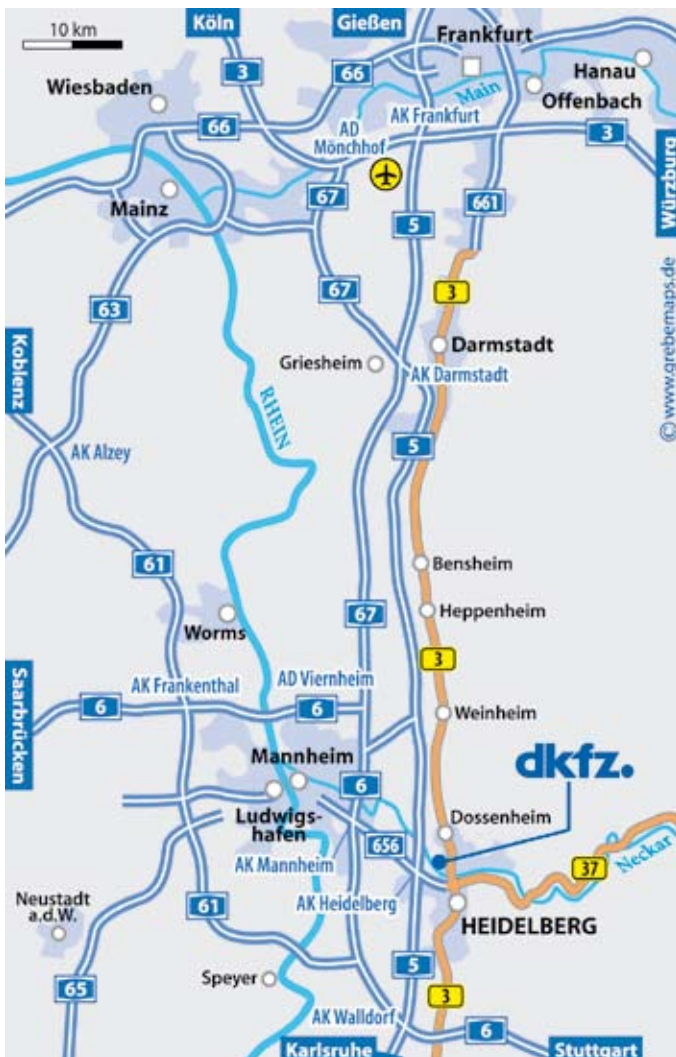 10 km
Köln
Gießen
Frankfurt
3
66
Hanau
Wiesbaden
Main
Offenbach
AK Frankfurt
66
AD
Mönchhof
3
Würzburg
Mainz
67
661
5
67
3
63
© www.grebemaps.de
Darmstadt
Koblenz
Griesheim
AK Darmstadt
RHEIN
5
AK Alzey
61
Bensheim
67
Heppenheim
Worms
3
Saarbrücken
AK Frankenthal
AD Viernheim
6
6
Weinheim
Mannheim
dkfz.
6
Ludwigs-
hafen
Dossenheim
656
AK Mannheim
37
Neckar
Neustadt
a.d.W.
61
AK Heidelberg
HEIDELBERG
5
Speyer
65
3
AK Walldorf
6
Karlsruhe
Stuttgart